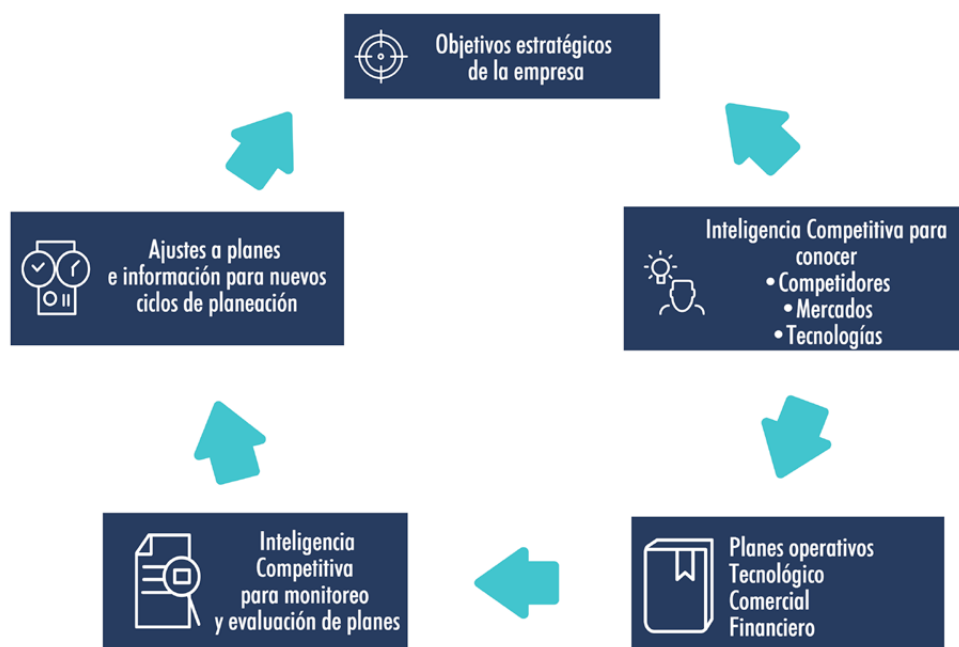 Objetivos estratégicos
de la empresa
Inteligencia Competitiva para
conocer
•Competidores
•Mercados
•Tecnologías
Planes operativos
Tecnológico
Comercial
Financiero
Inteligencia
Competitiva
para monitoreo
y evaluación de planes
Ajustes a planes
e información para nuevos
ciclos de planeación